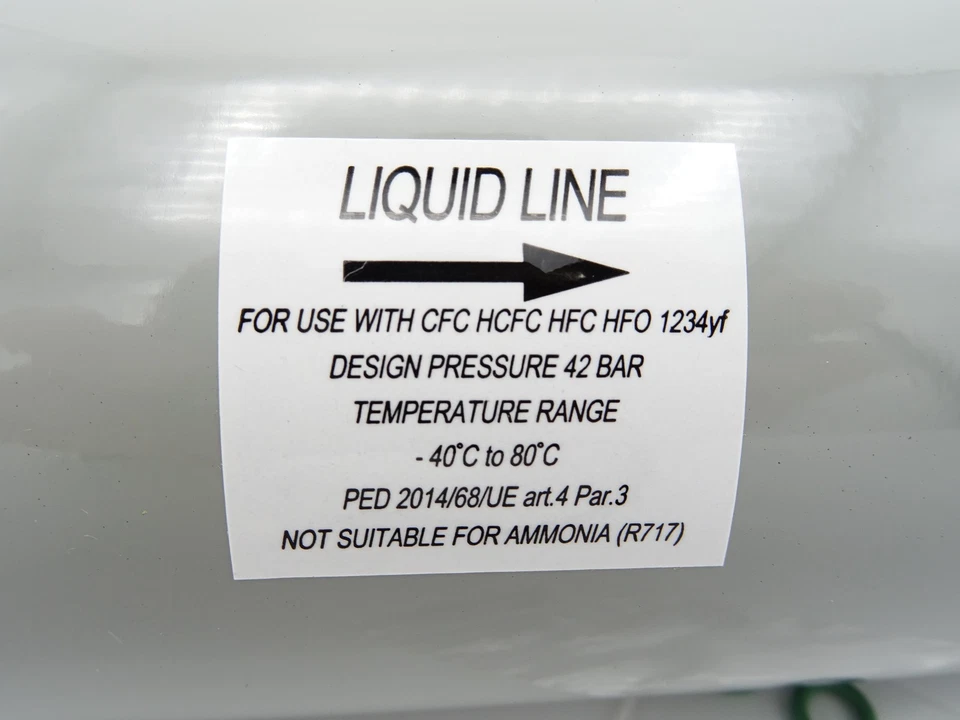 LIQUID LINE
FOR USE WITH CFC HCFC HFC HFO 1234yf
DESIGN PRESSURE 42 BAR
TEMPERATURE RANGE
- 40°C to 80°C
PED 2014/68/UE art.4 Par.3
NOT SUITABLE FOR AMMONIA (R717)